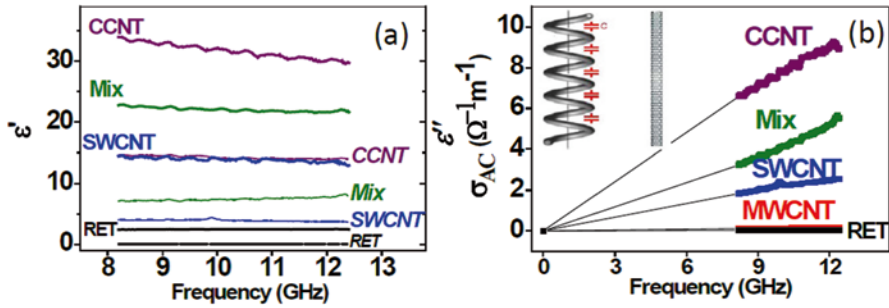 (a)
CCNT
Mix
SWCNT
RET
CCNT
Mix
SWCNT
RET
ε'
ε"
30
20
10
0
8 9 10 11 12 13
Frequency (GHz)
(b)
C
CCNT
Mix
SWCNT
MWCNT
RET
σAC (Ω⁻¹m⁻¹)
10
8
6
4
2
0
0 3 6 9 12
Frequency (GHz)